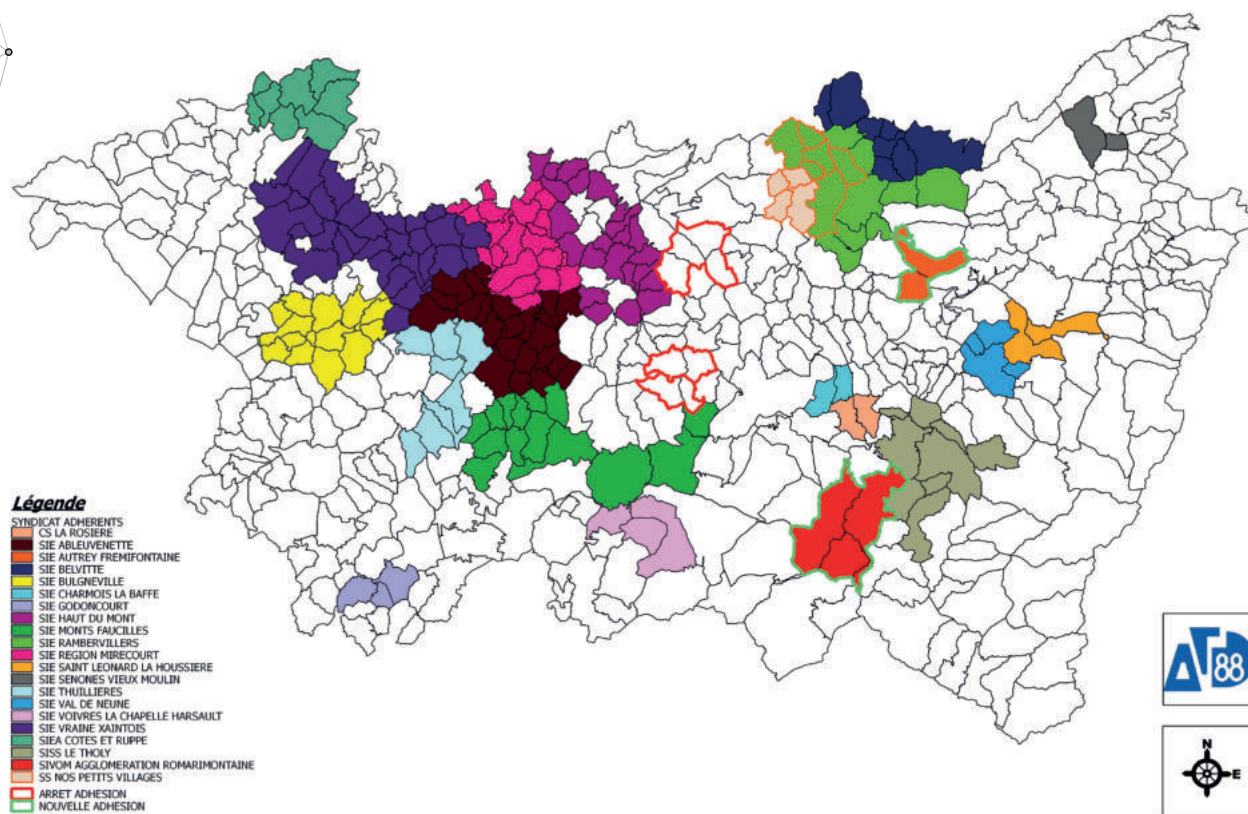 Légende
SYNDICAT ADHERENTS
CS LA ROSIERE
SIE ABLEUVENETTE
SIE AUTREY FREMIFONTAINE
SIE BELVITTE
SIE BULGNEVILLE
SIE CHARMOIS LA BAFFE
SIE GODONCOURT
SIE HAUT DU MONT
SIE MONTS FAUCILLES
SIE RAMBERVILLERS
SIE REGION MIRECOURT
SIE SAINT LEONARD LA HOUSSIERE
SIE SENONES VIEUX MOULIN
SIE THUILLIERES
SIE VAL DE NEUNE
SIE VOIVRES LA CHAPELLE HARSAULT
SIE VRAINE XAINTOIS
SIEA COTES ET RUPPE
SISS LE THOLY
SIVOM AGGLOMERATION ROMARIMONTAINE
SS NOS PETITS VILLAGES
ARRET ADHESION
NOUVELLE ADHESION
ATD 88
N
E